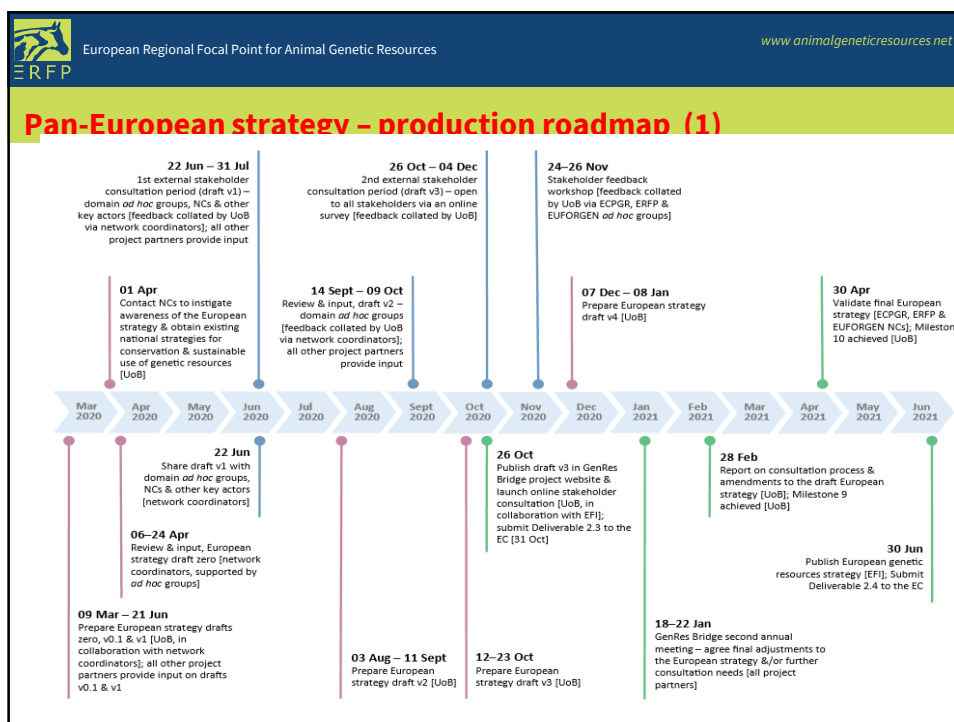 European Regional Focal Point for Animal Genetic Resources
www animalgeneticresources net
ERFP
Pan-European strategy – production roadmap (1)
22 Jun – 31 Jul
1st external stakeholder
consultation period (draft v1) –
domain ad hoc groups, NCs & other
key actors [feedback collated by UoB
via network coordinators]; all other
project partners provide input
26 Oct – 04 Dec
2nd external stakeholder
consultation period (draft v3) – open
to all stakeholders via an online
survey [feedback collated by UoB]
24–26 Nov
Stakeholder feedback
workshop [feedback collated
by UoB via ECPGR, ERFP &
EUFORGEN ad hoc groups]
01 Apr
Contact NCs to instigate
awareness of the European
strategy & obtain existing
national strategies for
conservation & sustainable
use of genetic resources
[UoB]
14 Sept – 09 Oct
Review & input, draft v2 –
domain ad hoc groups
[feedback collated by UoB
via network coordinators];
all other project partners
provide input
07 Dec – 08 Jan
Prepare European strategy
draft v4 [UoB]
30 Apr
Validate final European
strategy [ECPGR, ERFP &
EUFORGEN NCs]; Mileston
10 achieved [UoB]
Mar 2020
Apr 2020
May 2020
Jun 2020
Jul 2020
Aug 2020
Sept 2020
Oct 2020
Nov 2020
Dec 2020
Jan 2021
Feb 2021
Mar 2021
Apr 2021
May 2021
Jun 2021
22 Jun
Share draft v1 with
domain ad hoc groups,
NCs & other key actors
[network coordinators]
26 Oct
Publish draft v3 in GenRes
Bridge project website &
launch online stakeholder
consultation [UoB, in
collaboration with EFI];
submit Deliverable 2.3 to the
EC [31 Oct]
28 Feb
Report on consultation process &
amendments to the draft European
strategy [UoB]; Milestone 9
achieved [UoB]
06–24 Apr
Review & input, European
strategy draft zero [network
coordinators, supported by
ad hoc groups]
30 Jun
Publish European genetic
resources strategy [EFI]; Submit
Deliverable 2.4 to the EC
09 Mar – 21 Jun
Prepare European strategy drafts
zero, v0.1 & v1 [UoB, in
collaboration with network
coordinators]; all other project
partners provide input on drafts
v0.1 & v1
03 Aug – 11 Sept
Prepare European
strategy draft v2 [UoB]
12–23 Oct
Prepare European
strategy draft v3 [UoB]
18–22 Jan
GenRes Bridge second annual
meeting – agree final adjustments to
the European strategy &/or further
consultation needs [all project
partners]